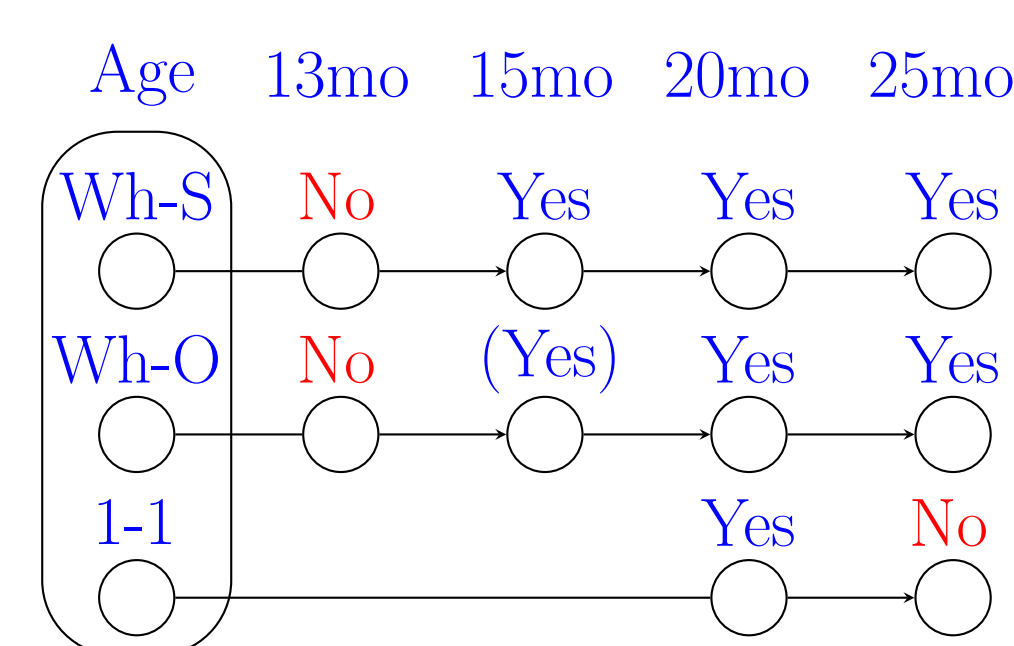 Age 13mo 15mo 20mo 25mo
Wh-S No Yes Yes Yes
Wh-O No (Yes) Yes Yes
1-1 Yes No